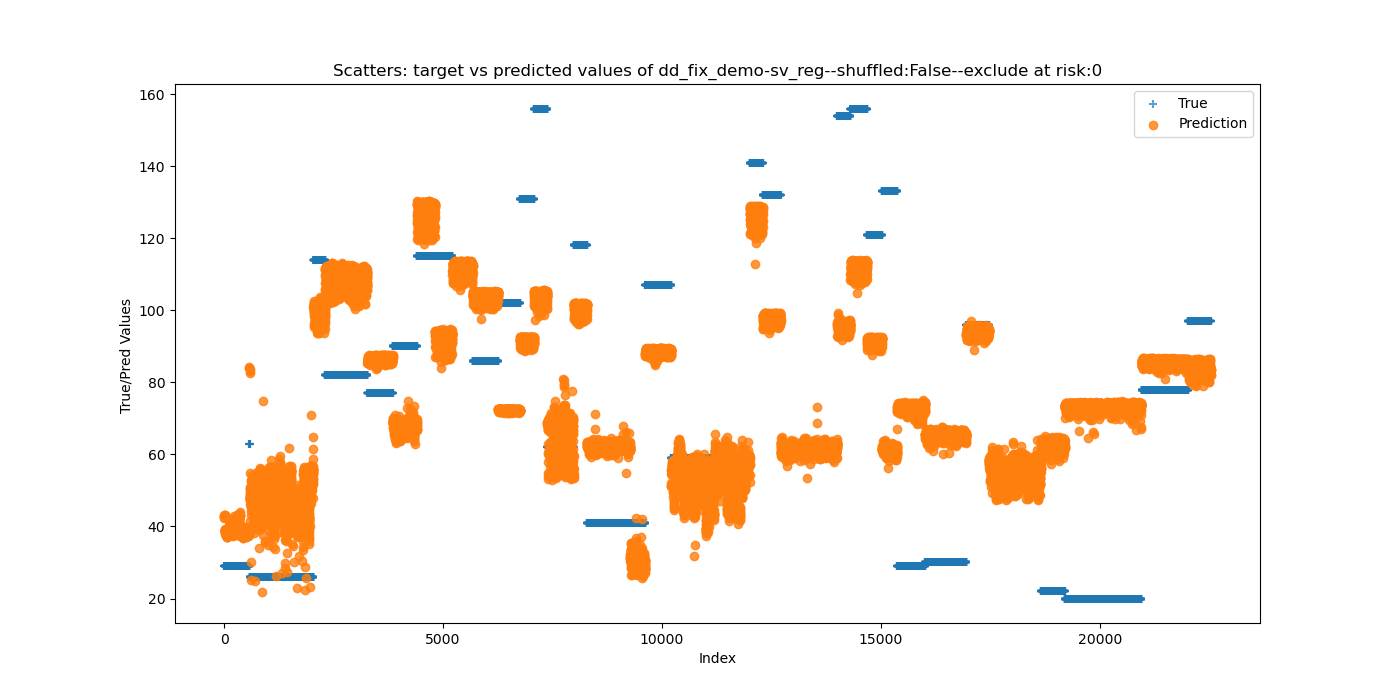 Scatters: target vs predicted values of dd_fix_demo-sv_reg--shuffled:False--exclude at risk:0
True
Prediction
True/Pred Values
160
140
120
100
80
60
40
20
0
5000
10000
15000
20000
Index